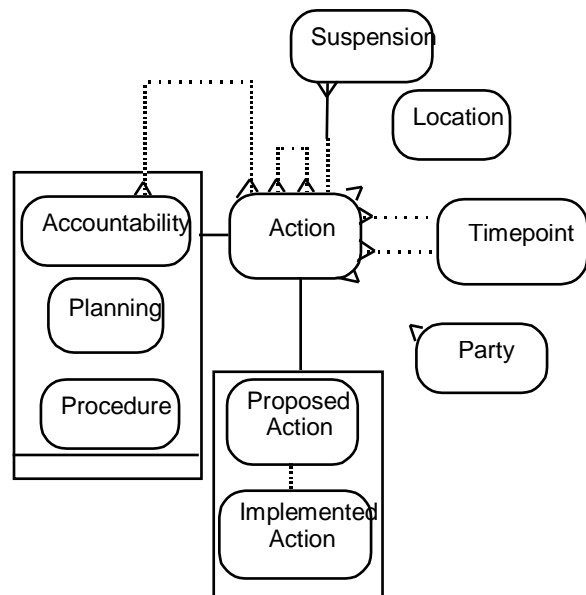 Suspension
Location
Accountability
Action
Timepoint
Planning
Party
Procedure
Proposed
Action
Implemented
Action